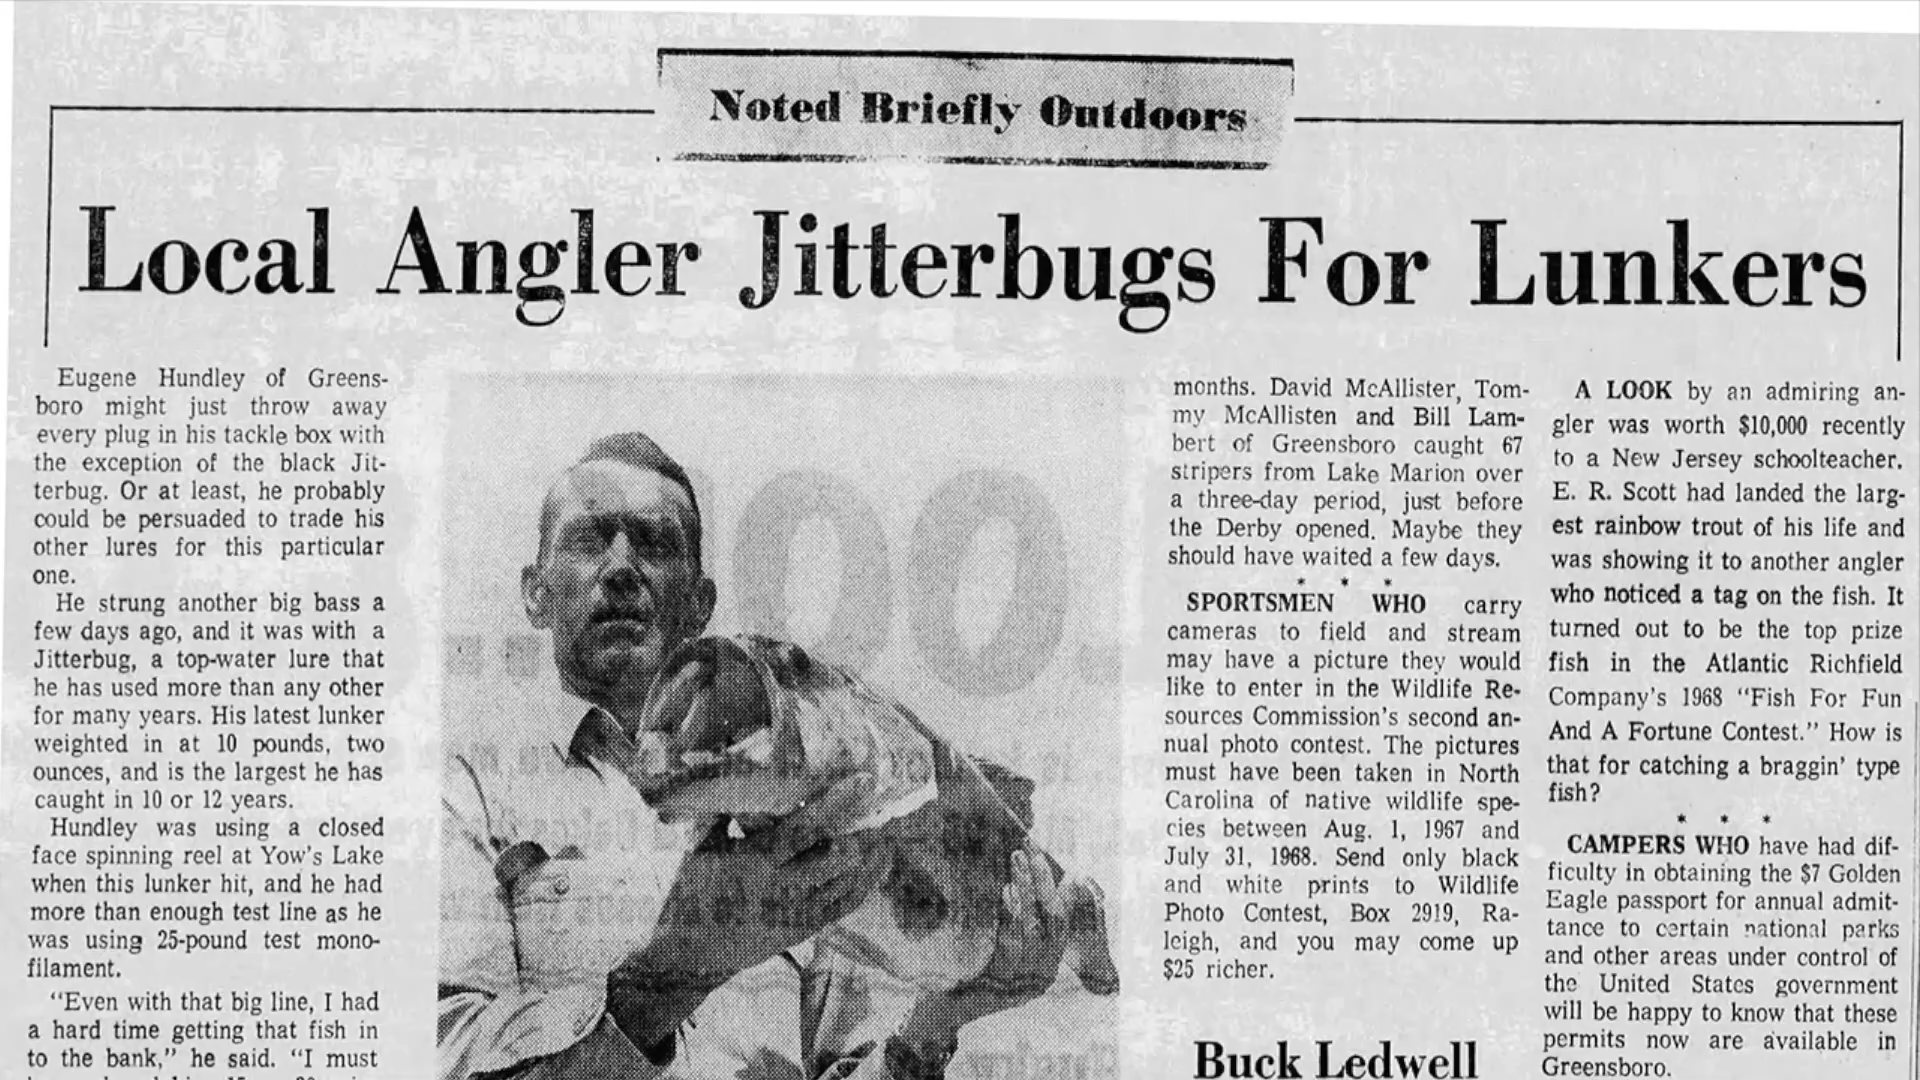 Noted Briefly Outdoors
Local Angler Jitterbugs For Lunkers
Eugene Hundley of Greens-
boro might just throw away
every plug in his tackle box with
the exception of the black Jit-
terbug. Or at least, he probably
could be persuaded to trade his
other lures for this particular
one.
He strung another big bass a
few days ago, and it was with a
Jitterbug, a top-water lure that
he has used more than any other
for many years. His latest lunker
weighted in at 10 pounds, two
ounces, and is the largest he has
caught in 10 or 12 years.
Hundley was using a closed
face spinning reel at Yow's Lake
when this lunker hit, and he had
more than enough test line as he
was using 25-pound test mono-
filament.
"Even with that big line, I had
a hard time getting that fish in
to the bank," he said. "I must
months. David McAllister, Tom-
my McAllisten and Bill Lam-
bert of Greensboro caught 67
stripers from Lake Marion over
a three-day period, just before
the Derby opened. Maybe they
should have waited a few days.
* * *
SPORTSMEN WHO carry
cameras to field and stream
may have a picture they would
like to enter in the Wildlife Re-
sources Commission's second an-
nual photo contest. The pictures
must have been taken in North
Carolina of native wildlife spe-
cies between Aug. 1, 1967 and
July 31, 1968. Send only black
and white prints to Wildlife
Photo Contest, Box 2919, Ra-
leigh, and you may come up
$25 richer.
Buck Ledwell
A LOOK by an admiring an-
gler was worth $10,000 recently
to a New Jersey schoolteacher.
E. R. Scott had landed the larg-
est rainbow trout of his life and
was showing it to another angler
who noticed a tag on the fish. It
turned out to be the top prize
fish in the Atlantic Richfield
Company's 1968 "Fish For Fun
And A Fortune Contest." How is
that for catching a braggin' type
fish?
* * *
CAMPERS WHO have had dif-
ficulty in obtaining the $7 Golden
Eagle passport for annual admit-
tance to certain national parks
and other areas under control of
the United States government
will be happy to know that these
permits now are available in
Greensboro.